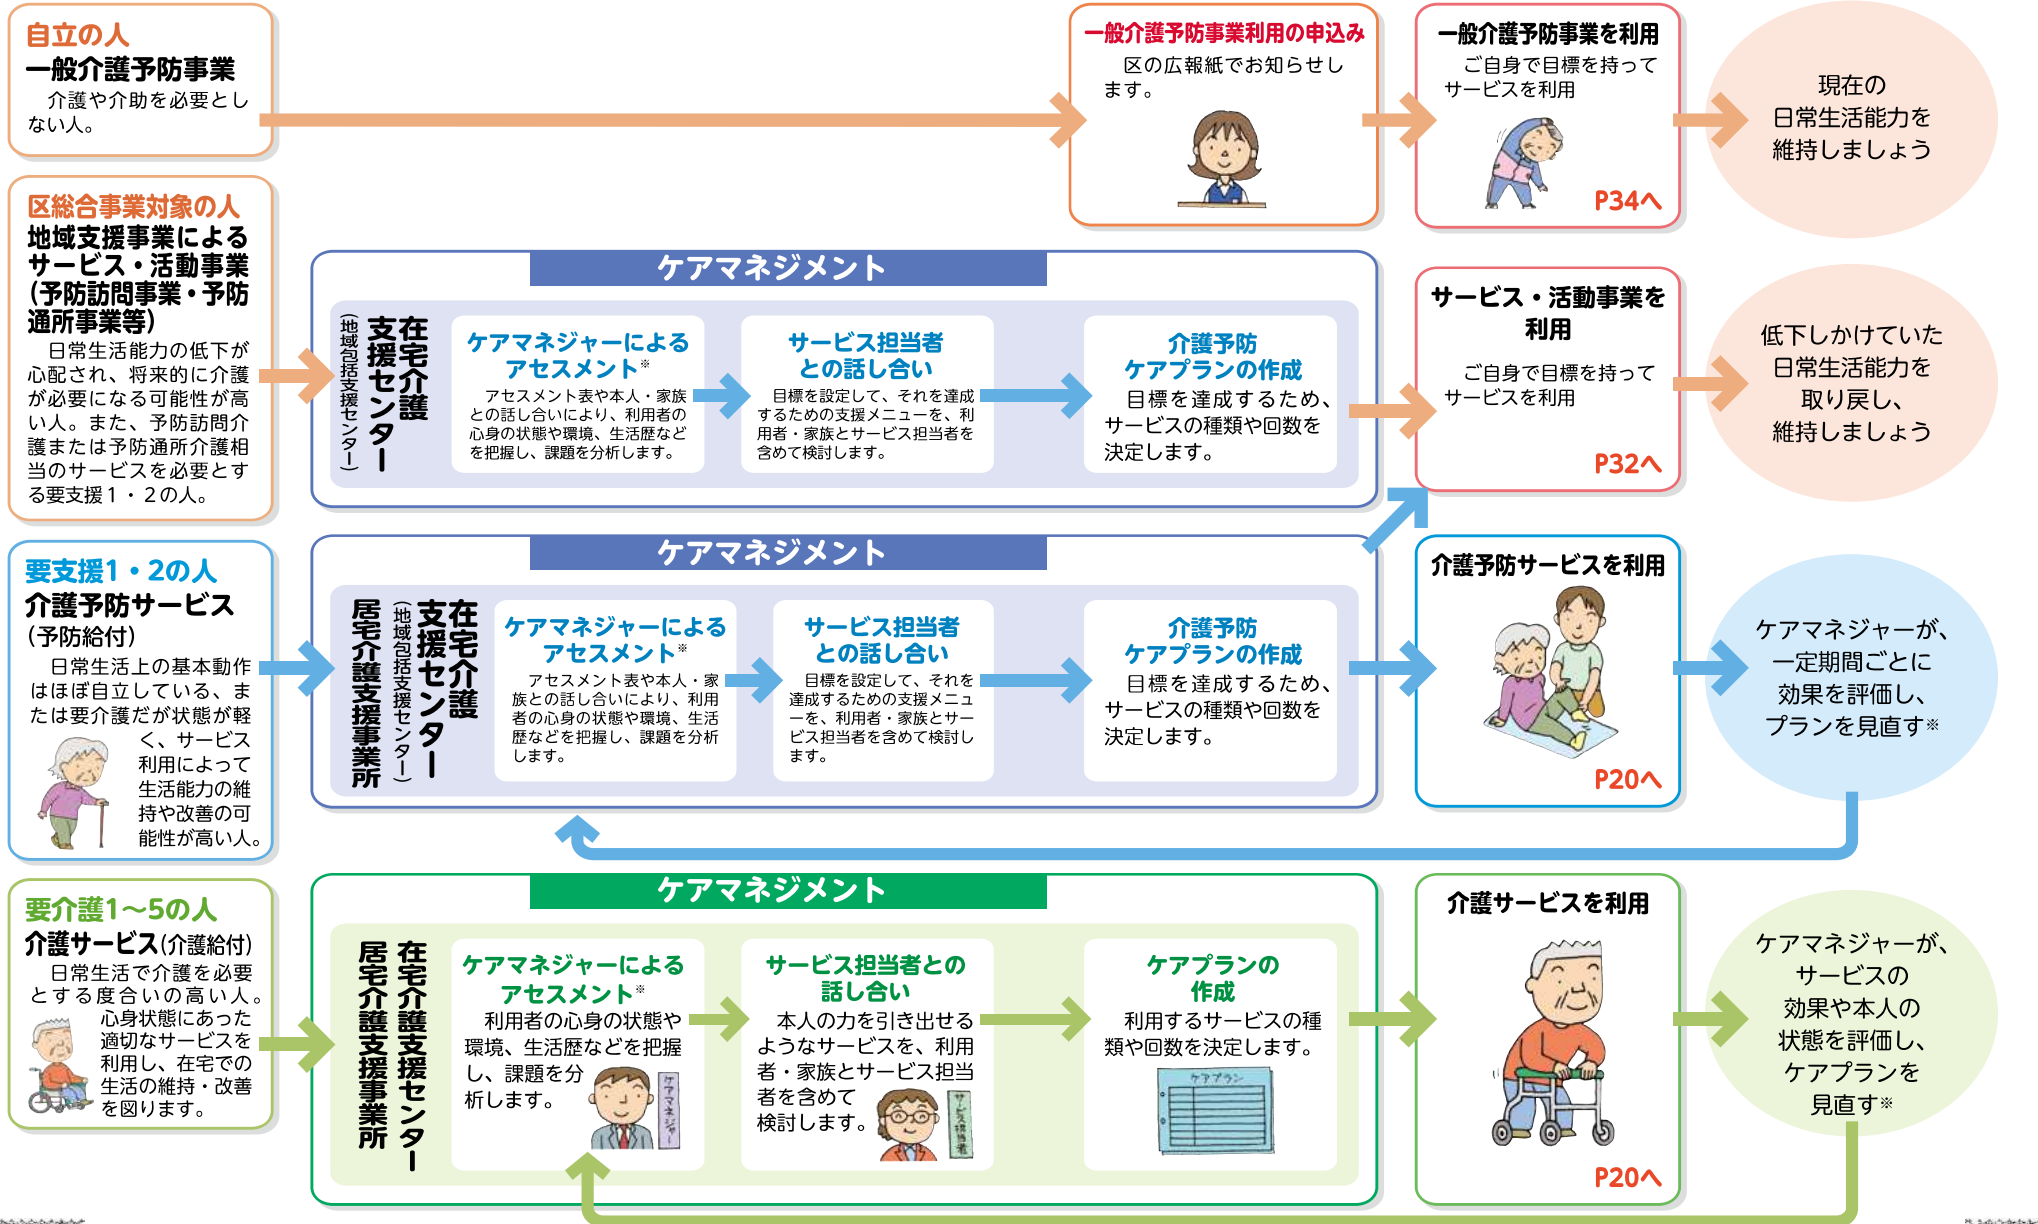 自立の人
一般介護予防事業
介護や介助を必要とし
ない人。
一般介護予防事業利用の申込み
区の広報紙でお知らせし
ます。
一般介護予防事業を利用
ご自身で目標を持って
サービスを利用
P34へ
現在の
日常生活能力を
維持しましょう
区総合事業対象の人
地域支援事業による
サービス・活動事業
(予防訪問事業・予防
通所事業等)
日常生活能力の低下が
心配され、将来的に介護
が必要になる可能性が高
い人。また、予防訪問介
護または予防通所介護相
当のサービスを必要とす
る要支援1・2の人。
ケアマネジメント
在宅介護
支援センター
(地域包括支援センター)
ケアマネジャーによる
アセスメント※
アセスメント表や本人・家族
との話し合いにより、利用者の
心身の状態や環境、生活歴など
を把握し、課題を分析します。
サービス担当者
との話し合い
目標を設定して、それを達成
するための支援メニューを、利
用者・家族とサービス担当者を
含めて検討します。
介護予防
ケアプランの作成
目標を達成するため、
サービスの種類や回数を
決定します。
サービス・活動事業を
利用
ご自身で目標を持って
サービスを利用
P32へ
低下しかけていた
日常生活能力を
取り戻し、
維持しましょう
要支援1・2の人
介護予防サービス
(予防給付)
日常生活上の基本動作
はほぼ自立している、ま
たは要介護だが状態が軽
く、サービス
利用によって
生活能力の維
持や改善の可
能性が高い人。
ケアマネジメント
在宅介護
支援センター
(地域包括支援センター)
居宅介護支援事業所
ケアマネジャーによる
アセスメント※
アセスメント表や本人・家
族との話し合いにより、利用
者の心身の状態や環境、生活
歴などを把握し、課題を分析
します。
サービス担当者
との話し合い
目標を設定して、それを
達成するための支援メニュ
ーを、利用者・家族とサー
ビス担当者を含めて検討し
ます。
介護予防
ケアプランの作成
目標を達成するため、
サービスの種類や回数を
決定します。
介護予防サービスを利用
P20へ
ケアマネジャーが、
一定期間ごとに
効果を評価し、
プランを見直す※
要介護1〜5の人
介護サービス(介護給付)
日常生活で介護を必要
とする度合いの高い人。
心身状態にあった
適切なサービスを
利用し、在宅での
生活の維持・改善
を図ります。
ケアマネジメント
在宅介護支援センター
居宅介護支援事業所
ケアマネジャーによる
アセスメント※
利用者の心身の状態や
環境、生活歴などを把握
し、課題を分
析します。
ケアマネジャー
サービス担当者との
話し合い
本人の力を引き出せる
ようなサービスを、利用
者・家族とサービス担当
者を含めて
検討します。
サービス担当者
ケアプランの
作成
利用するサービスの種
類や回数を決定します。
ケアプラン
介護サービスを利用
P20へ
ケアマネジャーが、
サービスの
効果や本人の
状態を評価し、
ケアプランを
見直す※